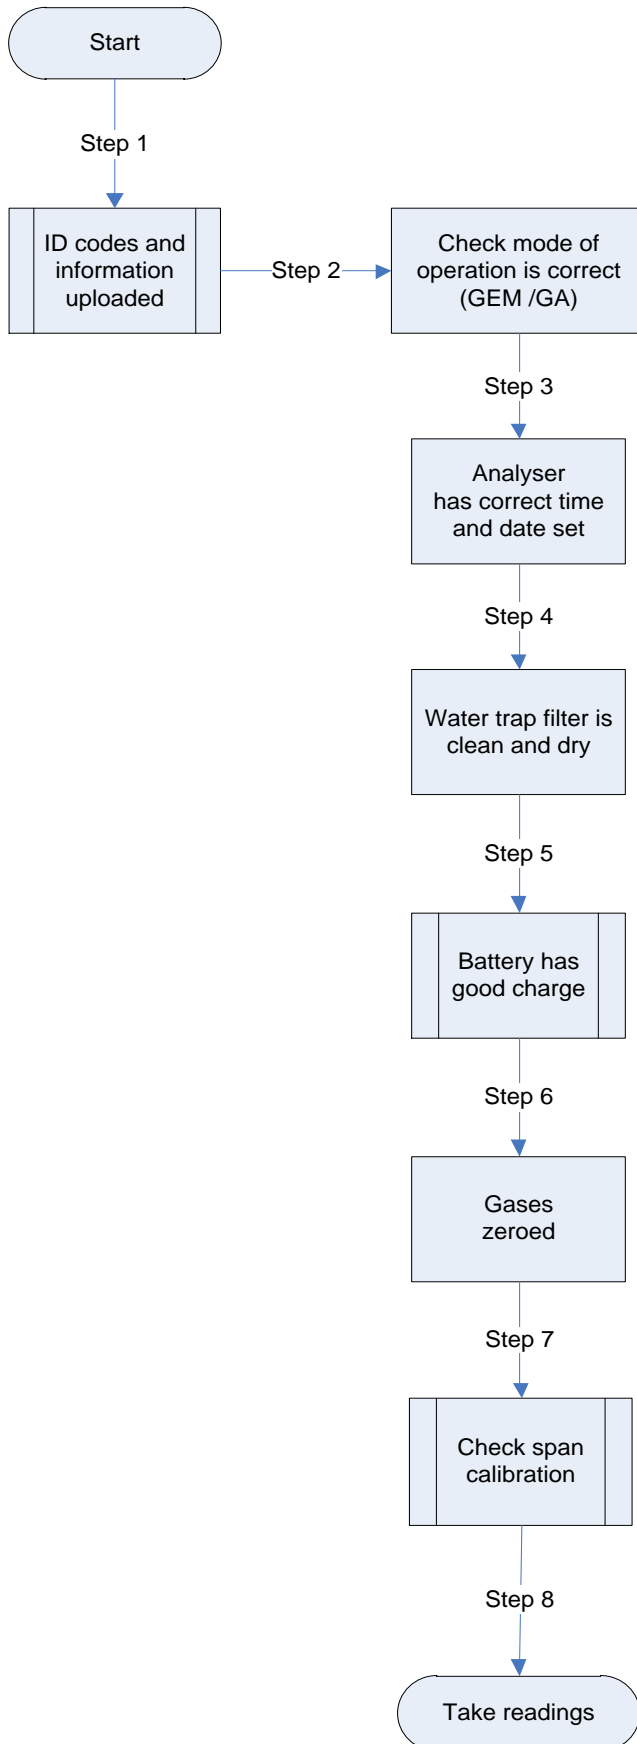 Start
Step 1
ID codes and
information
uploaded
Step 2
Check mode of
operation is correct
(GEM /GA)
Step 3
Analyser
has correct time
and date set
Step 4
Water trap filter is
clean and dry
Step 5
Battery has
good charge
Step 6
Gases
zeroed
Step 7
Check span
calibration
Step 8
Take readings